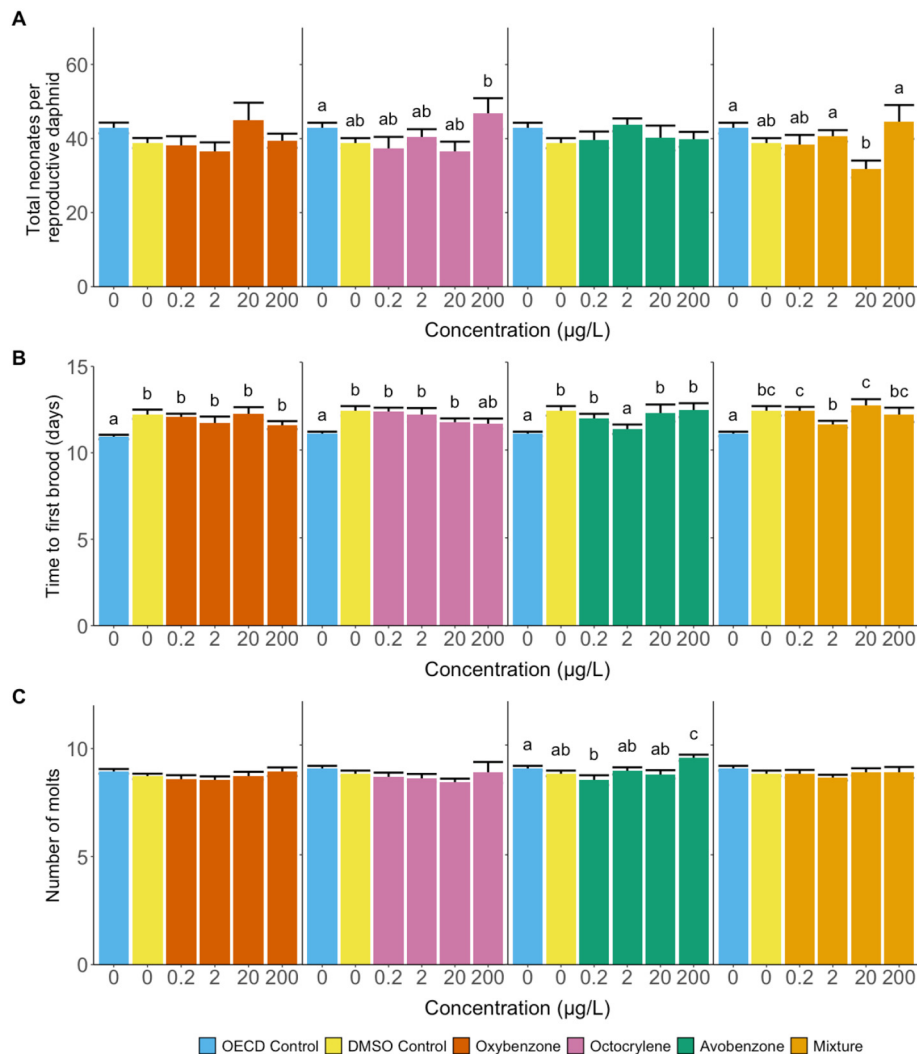 A
Total neonates per
reproductive daphnid
60
40
20
0
a ab ab ab ab b
a ab ab a b a
0 0 0.2 2 20 200 0 0 0.2 2 20 200 0 0 0.2 2 20 200 0 0 0.2 2 20 200
Concentration (µg/L) Concentration (µg/L)
B
Time to first brood (days)
15
10
5
0
a b b b b b
a b b b b ab
a b b a b b
a bc c b c bc
0 0 0.2 2 20 200 0 0 0.2 2 20 200 0 0 0.2 2 20 200 0 0 0.2 2 20 200
Concentration (µg/L) Concentration (µg/L)
C
Number of molts
10
5
0
a ab b ab ab c
0 0 0.2 2 20 200 0 0 0.2 2 20 200 0 0 0.2 2 20 200 0 0 0.2 2 20 200
Concentration (µg/L) Concentration (µg/L)
OECD Control DMSO Control Oxybenzone Octocrylene Avobenzone Mixture